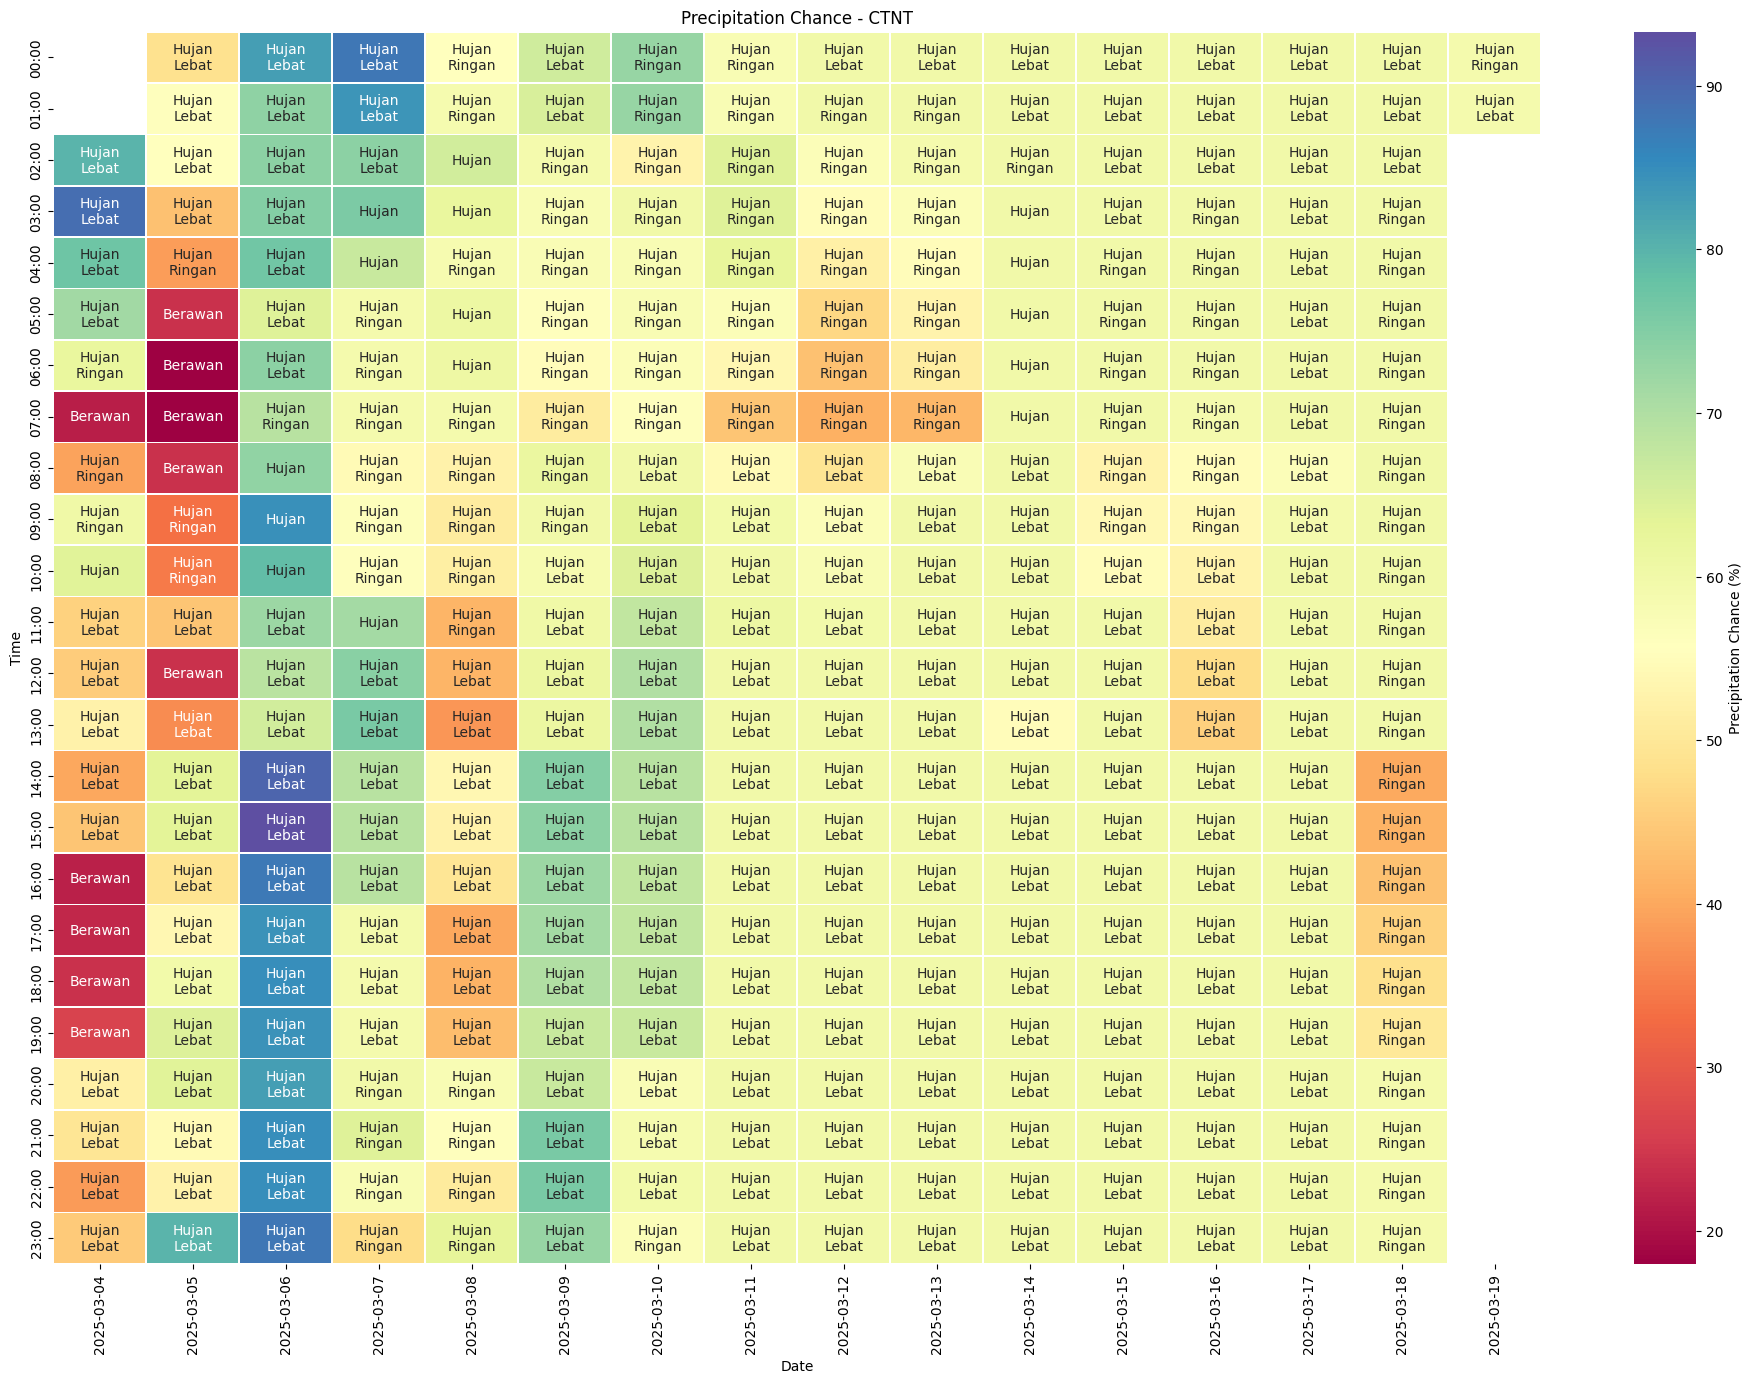 Precipitation Chance - CTNT
00:00 Hujan Lebat Hujan Lebat Hujan Lebat Hujan Ringan Hujan Lebat Hujan Ringan Hujan Ringan Hujan Lebat Hujan Lebat Hujan Lebat Hujan Lebat Hujan Lebat Hujan Lebat Hujan Lebat Hujan Ringan
01:00 Hujan Lebat Hujan Lebat Hujan Lebat Hujan Ringan Hujan Lebat Hujan Ringan Hujan Ringan Hujan Ringan Hujan Ringan Hujan Lebat Hujan Lebat Hujan Lebat Hujan Lebat Hujan Lebat Hujan Lebat
02:00 Hujan Lebat Hujan Lebat Hujan Lebat Hujan Lebat Hujan Hujan Ringan Hujan Ringan Hujan Ringan Hujan Ringan Hujan Ringan Hujan Ringan Hujan Lebat Hujan Lebat Hujan Lebat Hujan Lebat
03:00 Hujan Lebat Hujan Lebat Hujan Lebat Hujan Hujan Hujan Ringan Hujan Ringan Hujan Ringan Hujan Ringan Hujan Ringan Hujan Hujan Lebat Hujan Ringan Hujan Lebat Hujan Ringan
04:00 Hujan Lebat Hujan Ringan Hujan Lebat Hujan Hujan Ringan Hujan Ringan Hujan Ringan Hujan Ringan Hujan Ringan Hujan Ringan Hujan Hujan Ringan Hujan Ringan Hujan Lebat Hujan Ringan
05:00 Hujan Lebat Berawan Hujan Lebat Hujan Ringan Hujan Hujan Ringan Hujan Ringan Hujan Ringan Hujan Ringan Hujan Ringan Hujan Hujan Ringan Hujan Ringan Hujan Lebat Hujan Ringan
06:00 Hujan Ringan Berawan Hujan Lebat Hujan Ringan Hujan Hujan Ringan Hujan Ringan Hujan Ringan Hujan Ringan Hujan Ringan Hujan Hujan Ringan Hujan Ringan Hujan Lebat Hujan Ringan
07:00 Berawan Berawan Hujan Ringan Hujan Ringan Hujan Ringan Hujan Ringan Hujan Ringan Hujan Ringan Hujan Ringan Hujan Ringan Hujan Hujan Ringan Hujan Ringan Hujan Lebat Hujan Ringan
08:00 Hujan Ringan Berawan Hujan Hujan Ringan Hujan Ringan Hujan Ringan Hujan Lebat Hujan Lebat Hujan Lebat Hujan Lebat Hujan Lebat Hujan Ringan Hujan Ringan Hujan Lebat Hujan Ringan
09:00 Hujan Ringan Hujan Ringan Hujan Hujan Ringan Hujan Ringan Hujan Ringan Hujan Lebat Hujan Lebat Hujan Lebat Hujan Lebat Hujan Lebat Hujan Ringan Hujan Ringan Hujan Lebat Hujan Ringan
10:00 Hujan Hujan Ringan Hujan Hujan Ringan Hujan Ringan Hujan Lebat Hujan Lebat Hujan Lebat Hujan Lebat Hujan Lebat Hujan Lebat Hujan Lebat Hujan Lebat Hujan Lebat Hujan Ringan
11:00 Hujan Lebat Hujan Lebat Hujan Lebat Hujan Hujan Ringan Hujan Lebat Hujan Lebat Hujan Lebat Hujan Lebat Hujan Lebat Hujan Lebat Hujan Lebat Hujan Lebat Hujan Lebat Hujan Ringan
12:00 Hujan Lebat Berawan Hujan Lebat Hujan Lebat Hujan Lebat Hujan Lebat Hujan Lebat Hujan Lebat Hujan Lebat Hujan Lebat Hujan Lebat Hujan Lebat Hujan Lebat Hujan Lebat Hujan Ringan
13:00 Hujan Lebat Hujan Lebat Hujan Lebat Hujan Lebat Hujan Lebat Hujan Lebat Hujan Lebat Hujan Lebat Hujan Lebat Hujan Lebat Hujan Lebat Hujan Lebat Hujan Lebat Hujan Lebat Hujan Ringan
14:00 Hujan Lebat Hujan Lebat Hujan Lebat Hujan Lebat Hujan Lebat Hujan Lebat Hujan Lebat Hujan Lebat Hujan Lebat Hujan Lebat Hujan Lebat Hujan Lebat Hujan Lebat Hujan Lebat Hujan Ringan
15:00 Hujan Lebat Hujan Lebat Hujan Lebat Hujan Lebat Hujan Lebat Hujan Lebat Hujan Lebat Hujan Lebat Hujan Lebat Hujan Lebat Hujan Lebat Hujan Lebat Hujan Lebat Hujan Lebat Hujan Ringan
16:00 Berawan Hujan Lebat Hujan Lebat Hujan Lebat Hujan Lebat Hujan Lebat Hujan Lebat Hujan Lebat Hujan Lebat Hujan Lebat Hujan Lebat Hujan Lebat Hujan Lebat Hujan Lebat Hujan Ringan
17:00 Berawan Hujan Lebat Hujan Lebat Hujan Lebat Hujan Lebat Hujan Lebat Hujan Lebat Hujan Lebat Hujan Lebat Hujan Lebat Hujan Lebat Hujan Lebat Hujan Lebat Hujan Lebat Hujan Ringan
18:00 Berawan Hujan Lebat Hujan Lebat Hujan Lebat Hujan Lebat Hujan Lebat Hujan Lebat Hujan Lebat Hujan Lebat Hujan Lebat Hujan Lebat Hujan Lebat Hujan Lebat Hujan Lebat Hujan Ringan
19:00 Berawan Hujan Lebat Hujan Lebat Hujan Lebat Hujan Lebat Hujan Lebat Hujan Lebat Hujan Lebat Hujan Lebat Hujan Lebat Hujan Lebat Hujan Lebat Hujan Lebat Hujan Lebat Hujan Ringan
20:00 Hujan Lebat Hujan Lebat Hujan Lebat Hujan Ringan Hujan Ringan Hujan Lebat Hujan Lebat Hujan Lebat Hujan Lebat Hujan Lebat Hujan Lebat Hujan Lebat Hujan Lebat Hujan Lebat Hujan Ringan
21:00 Hujan Lebat Hujan Lebat Hujan Lebat Hujan Ringan Hujan Ringan Hujan Lebat Hujan Lebat Hujan Lebat Hujan Lebat Hujan Lebat Hujan Lebat Hujan Lebat Hujan Lebat Hujan Lebat Hujan Ringan
22:00 Hujan Lebat Hujan Lebat Hujan Lebat Hujan Ringan Hujan Ringan Hujan Lebat Hujan Lebat Hujan Lebat Hujan Lebat Hujan Lebat Hujan Lebat Hujan Lebat Hujan Lebat Hujan Lebat Hujan Ringan
23:00 Hujan Lebat Hujan Lebat Hujan Lebat Hujan Ringan Hujan Ringan Hujan Lebat Hujan Ringan Hujan Lebat Hujan Lebat Hujan Lebat Hujan Lebat Hujan Lebat Hujan Lebat Hujan Lebat Hujan Ringan
Time
2025-03-04 2025-03-05 2025-03-06 2025-03-07 2025-03-08 2025-03-09 2025-03-10 2025-03-11 2025-03-12 2025-03-13 2025-03-14 2025-03-15 2025-03-16 2025-03-17 2025-03-18 2025-03-19
Date
90
80
70
60
50
40
30
20
Precipitation Chance (%)